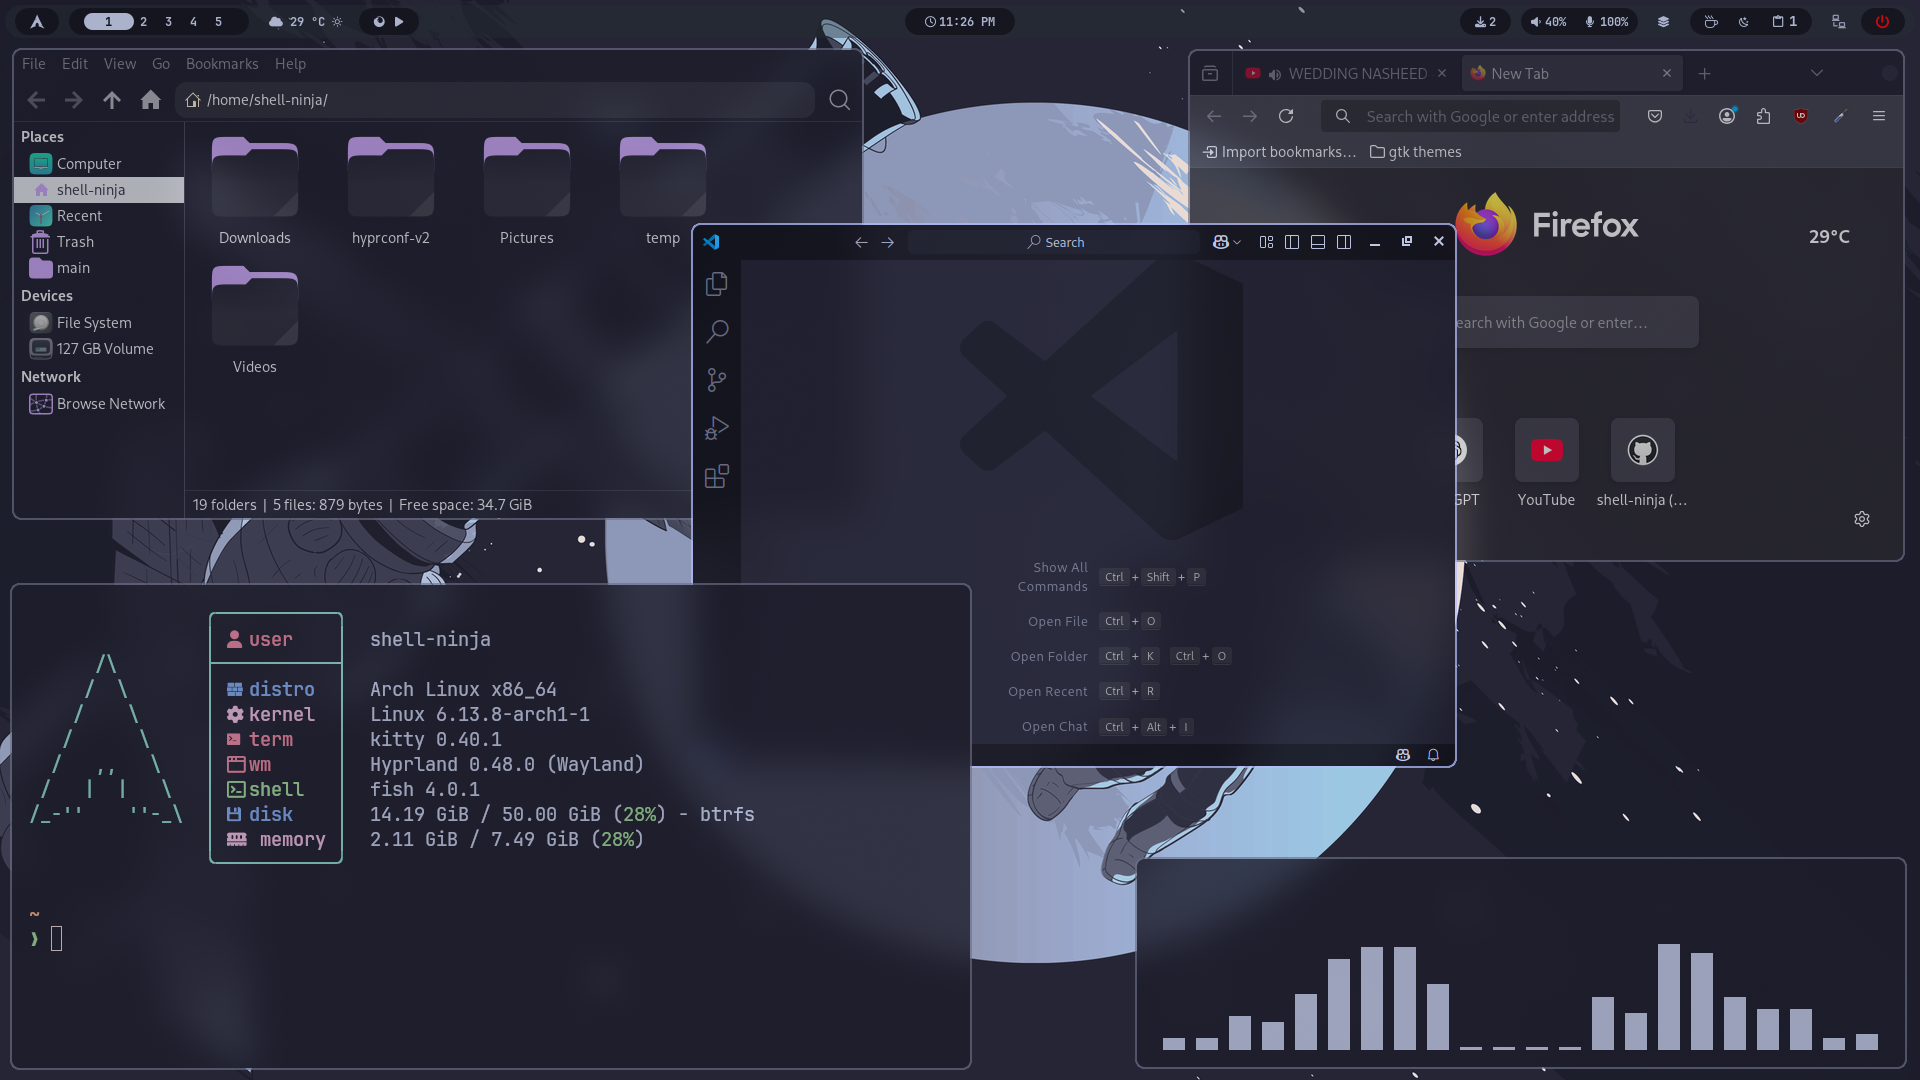 1 2 3 4 5
29 °C
11:26 PM
2
40% 100%
1
File Edit View Go Bookmarks Help
/home/shell-ninja/
Places
Computer
shell-ninja
Recent
Trash
main
Devices
File System
127 GB Volume
Network
Browse Network
Downloads
hyprconf-v2
Pictures
temp
Videos
19 folders | 5 files: 879 bytes | Free space: 34.7 GiB
WEDDING NASHEED
New Tab
Search with Google or enter address
Import bookmarks…
gtk themes
Firefox
29°C
earch with Google or enter…
GPT
YouTube
shell-ninja (…
Search
Show All
Commands
Ctrl + Shift + P
Open File Ctrl + O
Open Folder Ctrl + K Ctrl + O
Open Recent Ctrl + R
Open Chat Ctrl + Alt + I
user shell-ninja
distro Arch Linux x86_64
kernel Linux 6.13.8-arch1-1
term kitty 0.40.1
wm Hyprland 0.48.0 (Wayland)
shell fish 4.0.1
disk 14.19 GiB / 50.00 GiB (28%) - btrfs
memory 2.11 GiB / 7.49 GiB (28%)
~
❯